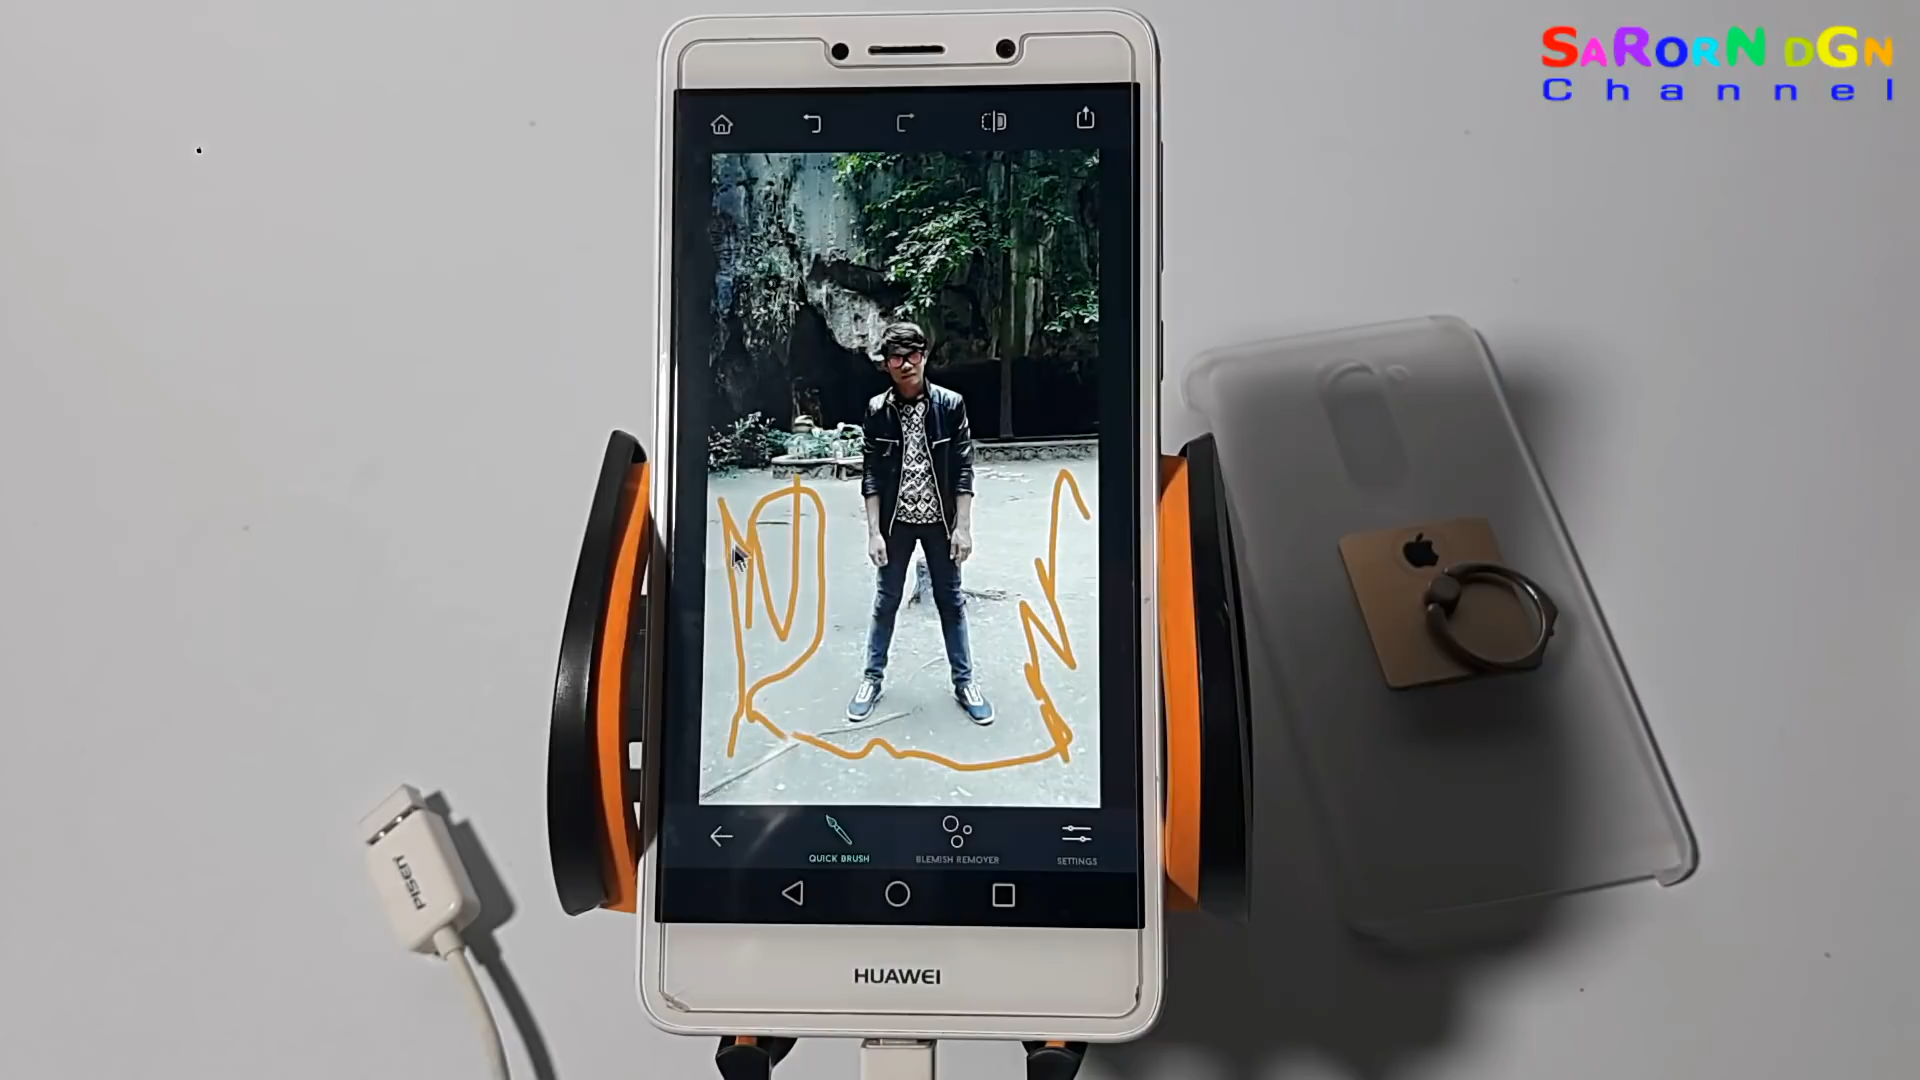 SaRorN DGN
Channel
QUICK BRUSH
BLEMISH REMOVER
SETTINGS
HUAWEI
PISEN